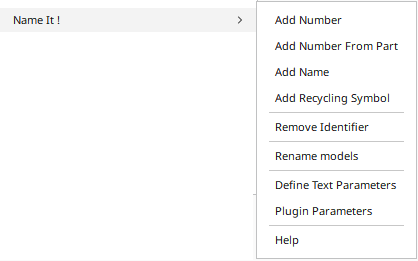 Name It !
Add Number
Add Number From Part
Add Name
Add Recycling Symbol
Remove Identifier
Rename models
Define Text Parameters
Plugin Parameters
Help